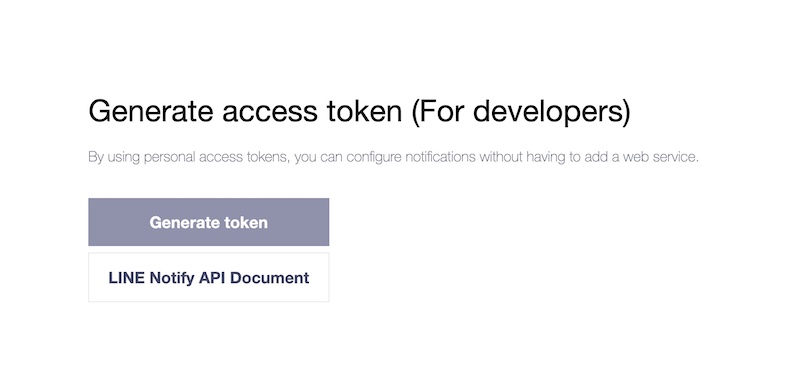 Generate access token (For developers)
By using personal access tokens, you can configure notifications without having to add a web service.
Generate token
LINE Notify API Document